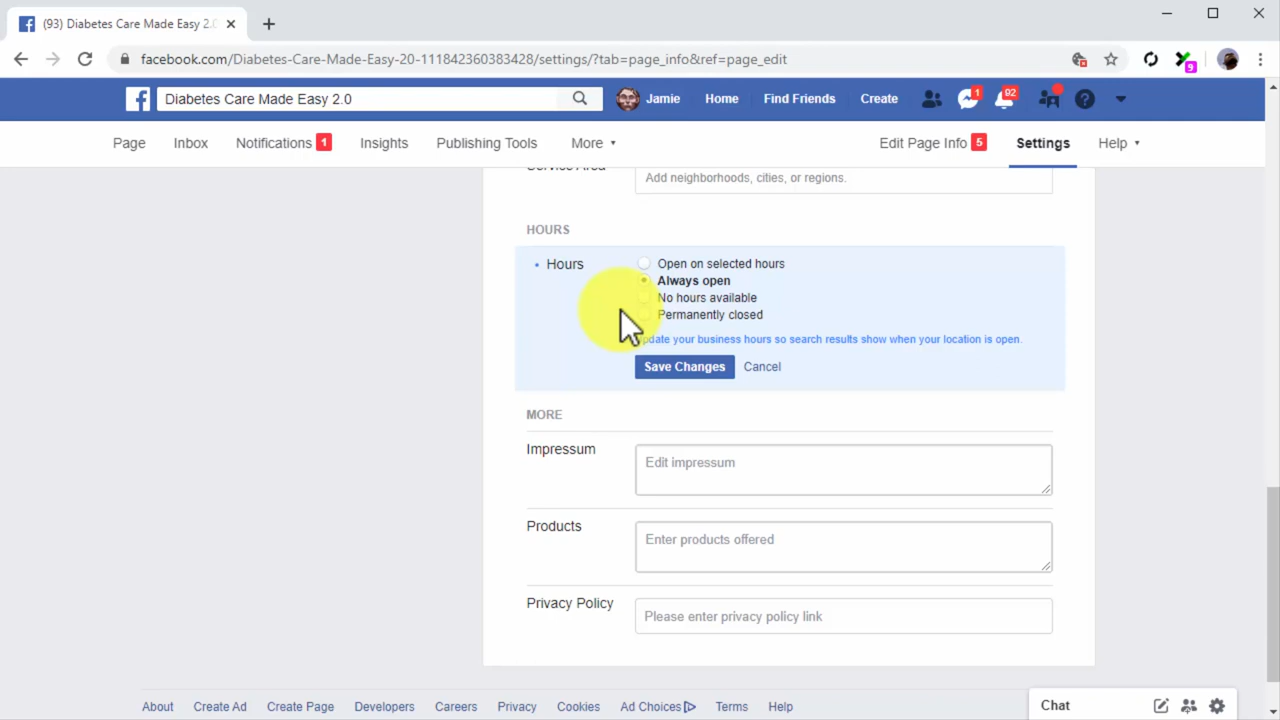 (93) Diabetes Care Made Easy 2.0
facebook.com/Diabetes-Care-Made-Easy-20-111842360383428/settings/?tab=page_info&ref=page_edit
9
Diabetes Care Made Easy 2.0
Jamie
Home
Find Friends
Create
1
92
Page
Inbox
Notifications 1
Insights
Publishing Tools
More
Edit Page Info 5
Settings
Help
Service Area
Add neighborhoods, cities, or regions.
HOURS
Hours
Open on selected hours
Always open
No hours available
Permanently closed
update your business hours so search results show when your location is open.
Save Changes
Cancel
MORE
Impressum
Edit impressum
Products
Enter products offered
Privacy Policy
Please enter privacy policy link
About
Create Ad
Create Page
Developers
Careers
Privacy
Cookies
Ad Choices
Terms
Help
Chat